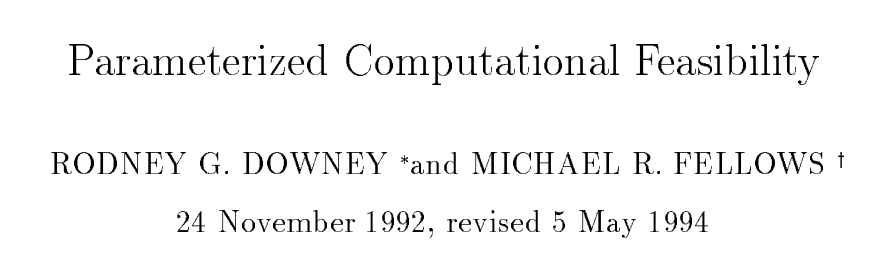 Parameterized Computational Feasibility
RODNEY G. DOWNEY *and MICHAEL R. FELLOWS †
24 November 1992, revised 5 May 1994